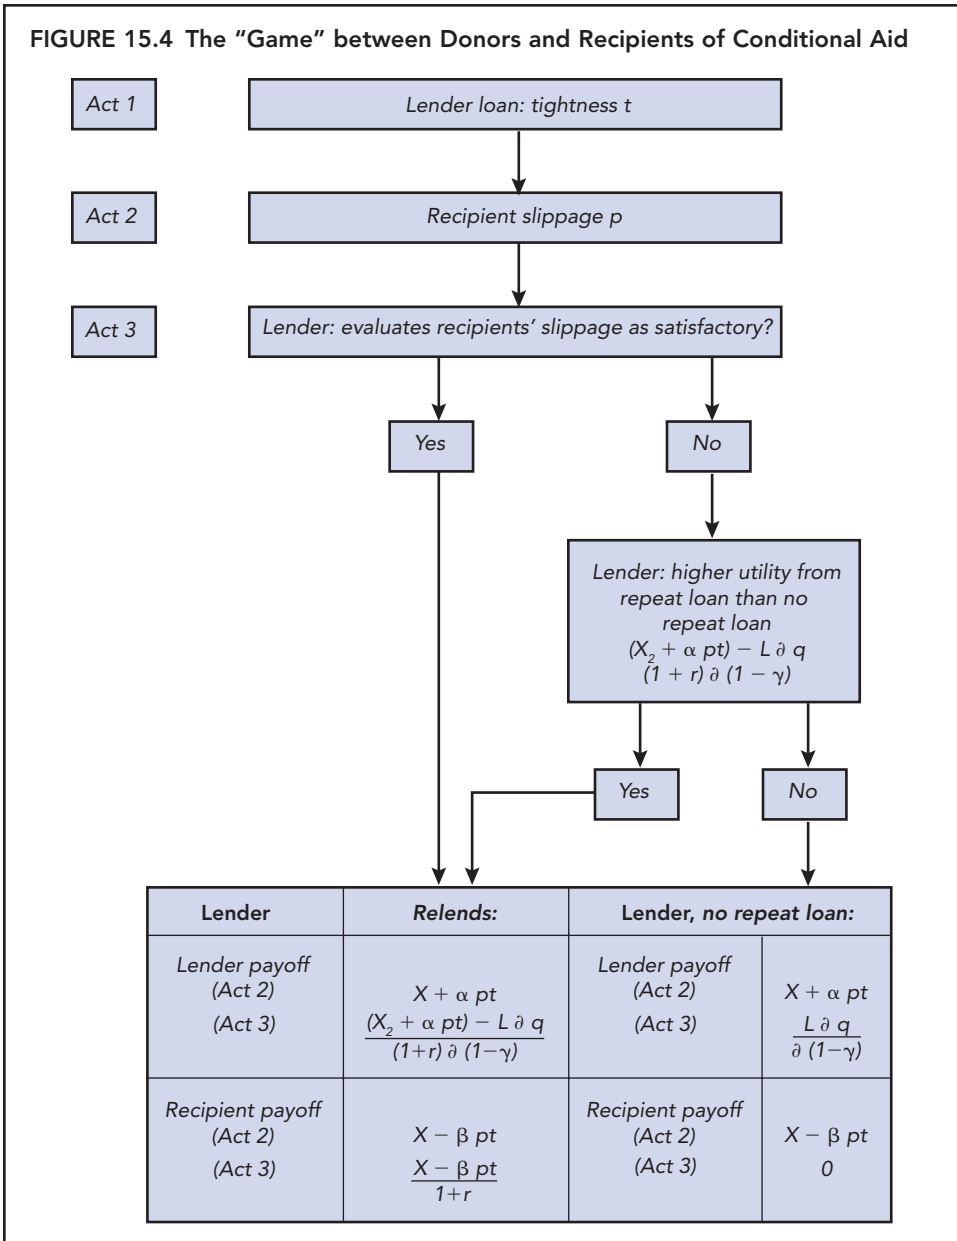 FIGURE 15.4 The “Game” between Donors and Recipients of Conditional Aid
Act 1
Lender loan: tightness t
Act 2
Recipient slippage p
Act 3
Lender: evaluates recipients’ slippage as satisfactory?
Yes
No
Lender: higher utility from
repeat loan than no
repeat loan
(X₂ + α pt) − L ∂ q
(1 + r) ∂ (1 − γ)
Yes
No
Lender
Relends:
Lender, no repeat loan:
Lender payoff
(Act 2)
X + α pt
(Act 3)
(X₂ + α pt) − L ∂ q
(1+r) ∂ (1−γ)
Lender payoff
(Act 2)
X + α pt
(Act 3)
L ∂ q
∂ (1−γ)
Recipient payoff
(Act 2)
X − β pt
(Act 3)
X − β pt
1+r
Recipient payoff
(Act 2)
X − β pt
(Act 3)
0